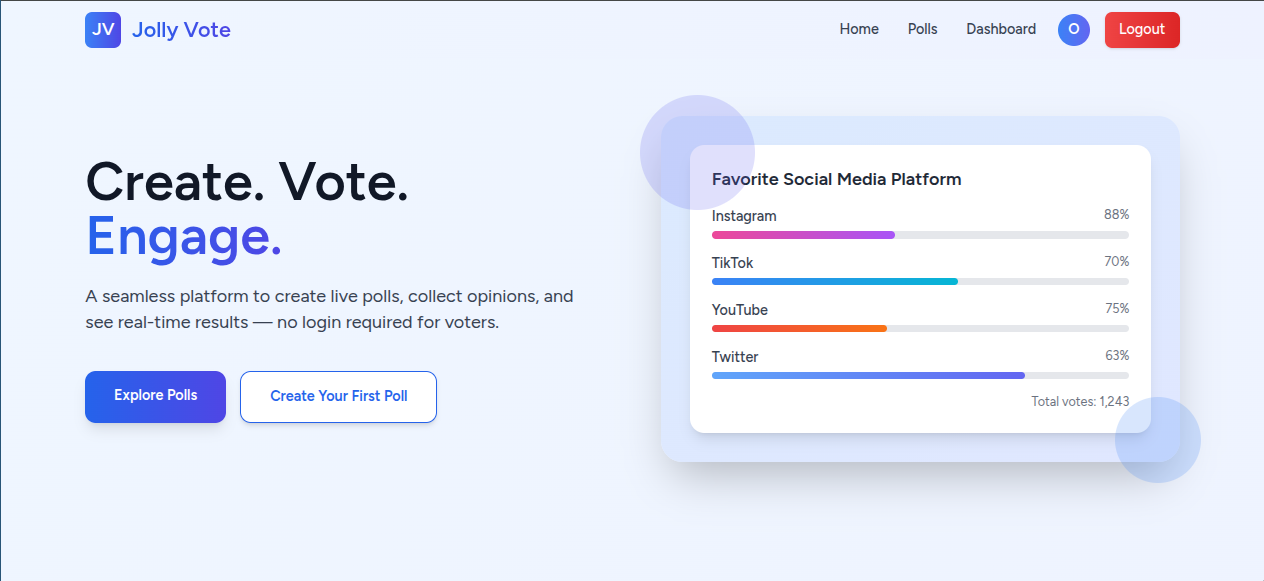 JV Jolly Vote
Home Polls Dashboard O Logout
Create. Vote.
Engage.
A seamless platform to create live polls, collect opinions, and
see real-time results — no login required for voters.
Explore Polls Create Your First Poll
Favorite Social Media Platform
Instagram 88%
TikTok 70%
YouTube 75%
Twitter 63%
Total votes: 1,243